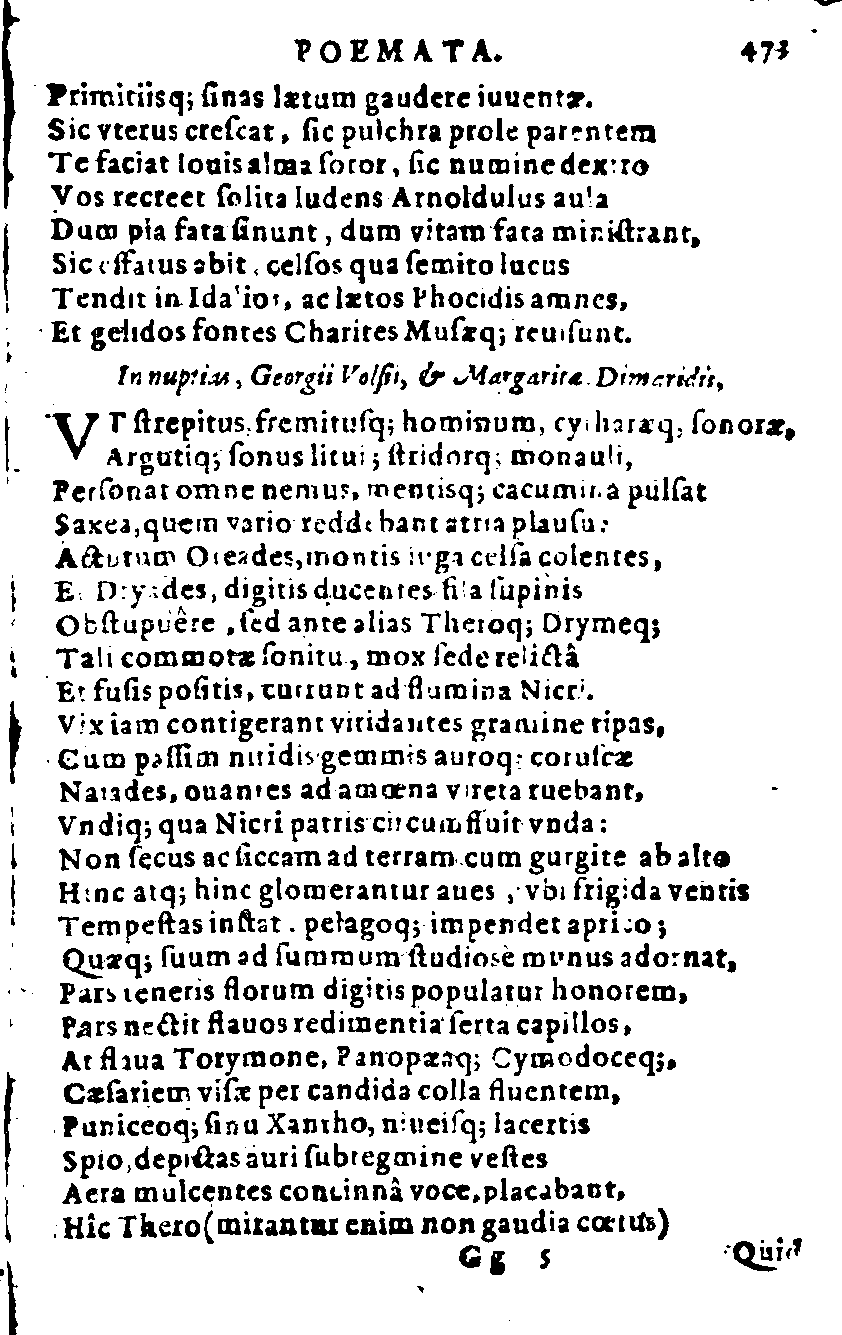 POEMATA. 473
Primitiisq; ſinas lætum gaudere iuuentæ.
Sic vterus creſcat, ſic pulchra prole parentem
Te faciat Iouis alma ſoror, ſic numine dextro
Vos recreet ſolita ludens Arnoldulus aula
Dum pia fata ſinunt, dum vitam fata miniſtrant,
Sic effatus abit, celſos qua ſemito lucus
Tendit in Idalios, ac lætos Phocidis amnes,
Et gelidos fontes Charites Muſæq; reuiſunt.
In nuptias, Georgii Volſii, & Margaritæ Dimaridis,
VT ſtrepitus, fremituſq; hominum, cytharæq; ſonoræ,
Argutiq; ſonus litui; ſtridorq; monauli,
Perſonat omne nemus, mentisq; cacumina pulſat
Saxea, quem vario reddebant atria plauſu:
Actutum Oreades, montis iuga celſa colentes,
Et Dryades, digitis ducentes fila ſupinis
Obſtupuêre, ſed ante alias Theroq; Drymeq;
Tali commotæ ſonitu, mox ſede relictâ
Et fuſis poſitis, currunt ad flumina Nicri.
Vix iam contigerant viridantes gramine ripas,
Cum paſſim nitidis gemmis auroq; coruſcæ
Naiades, ouantes ad amœna vireta ruebant,
Vndiq; qua Nicri patris circumfluit vnda:
Non ſecus ac ſiccam ad terram cum gurgite ab alto
Hinc atq; hinc glomerantur aues, vbi frigida ventis
Tempeſtas inſtat, pelagoq; impendet aprico;
Quæq; ſuum ad ſummum ſtudiosè munus adornat,
Pars teneris florum digitis populatur honorem,
Pars nectit flauos redimentia ſerta capillos,
At flaua Torymone, Panopæaq; Cymodoceq;,
Cæſariem viſæ per candida colla fluentem,
Puniceoq; ſinu Xantho, niueiſq; lacertis
Spio, depictas auri ſubtegmine veſtes
Aera mulcentes continnâ voce, placabant,
Hîc Thero (mirantur enim non gaudia cœtus)
Gg 5 Quid